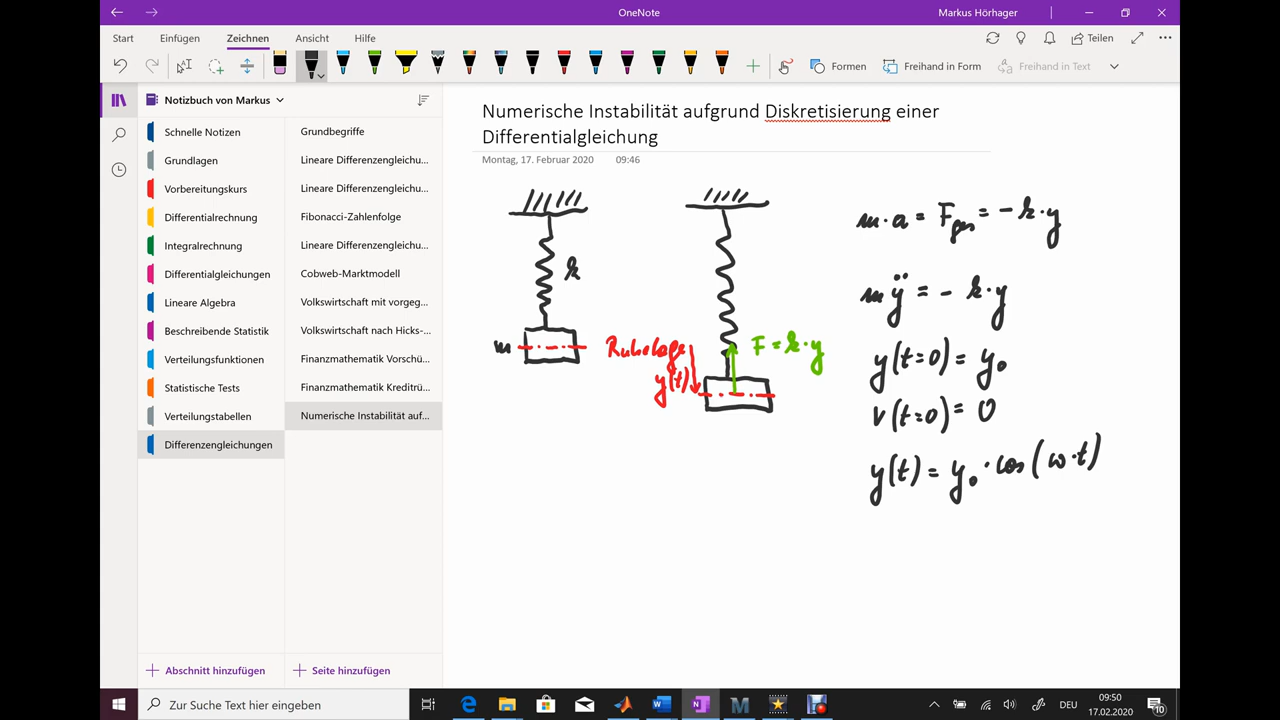 OneNote
Markus Hörhager
Start
Einfügen
Zeichnen
Ansicht
Hilfe
Teilen
Formen
Freihand in Form
Freihand in Text
Notizbuch von Markus
Schnelle Notizen
Grundlagen
Vorbereitungskurs
Differentialrechnung
Integralrechnung
Differentialgleichungen
Lineare Algebra
Beschreibende Statistik
Verteilungsfunktionen
Statistische Tests
Verteilungstabellen
Differenzengleichungen
Grundbegriffe
Lineare Differenzengleichu...
Lineare Differenzengleichu...
Fibonacci-Zahlenfolge
Lineare Differenzengleichu...
Cobweb-Marktmodell
Volkswirtschaft mit vorgeg...
Volkswirtschaft nach Hicks-...
Finanzmathematik Vorschü...
Finanzmathematik Kreditrü...
Numerische Instabilität auf...
Abschnitt hinzufügen
Seite hinzufügen
Numerische Instabilität aufgrund Diskretisierung einer
Differentialgleichung
Montag, 17. Februar 2020 09:46
k
m
Ruhelage
y(t)
F = k·y
m·a = F_ges = -k·y
mÿ = -k·y
y(t=0) = y₀
v(t=0) = 0
y(t) = y₀·cos(ω·t)
Zur Suche Text hier eingeben
DEU
09:50
17.02.2020
10